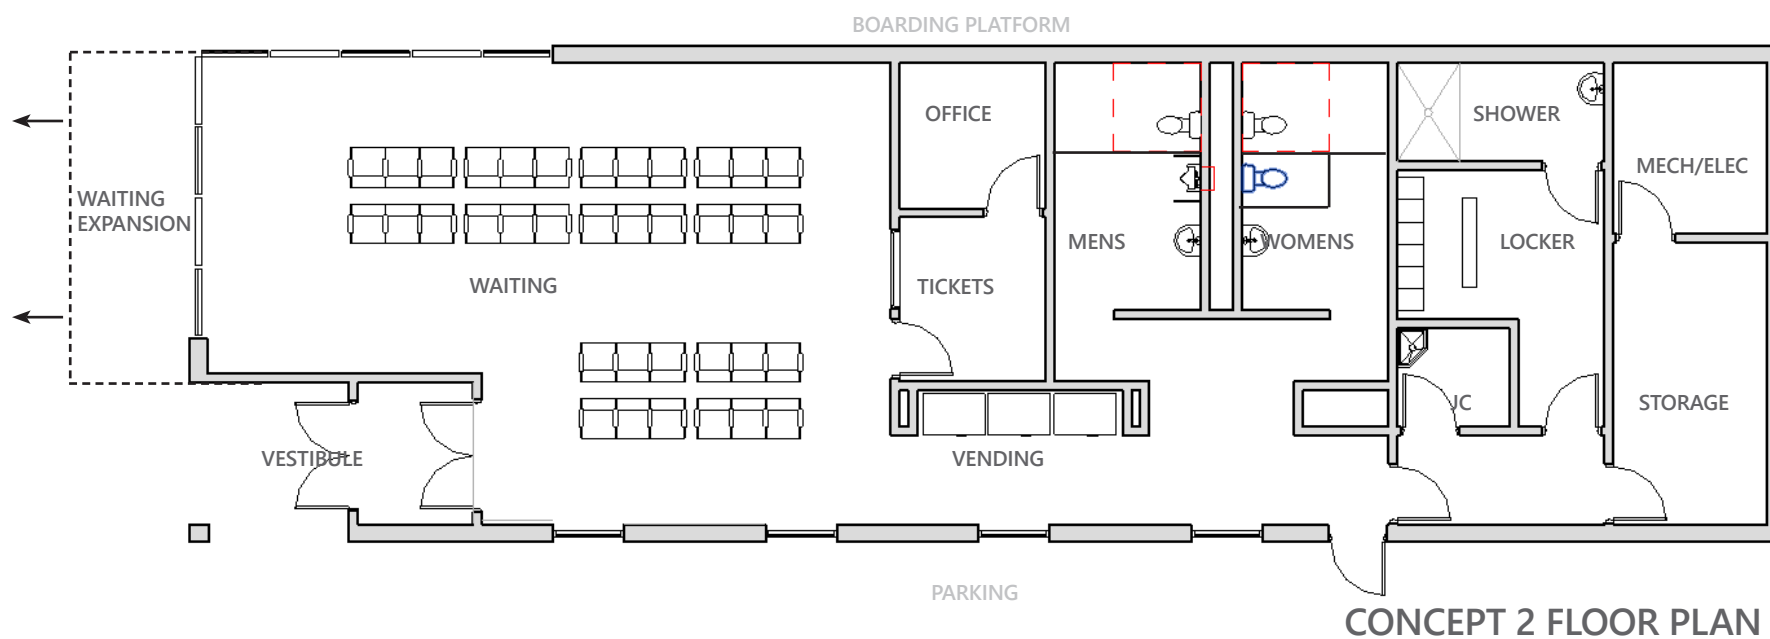 BOARDING PLATFORM
OFFICE
SHOWER
MECH/ELEC
WAITING
EXPANSION
MENS
WOMENS
LOCKER
WAITING
TICKETS
JC
STORAGE
VESTIBULE
VENDING
PARKING
CONCEPT 2 FLOOR PLAN